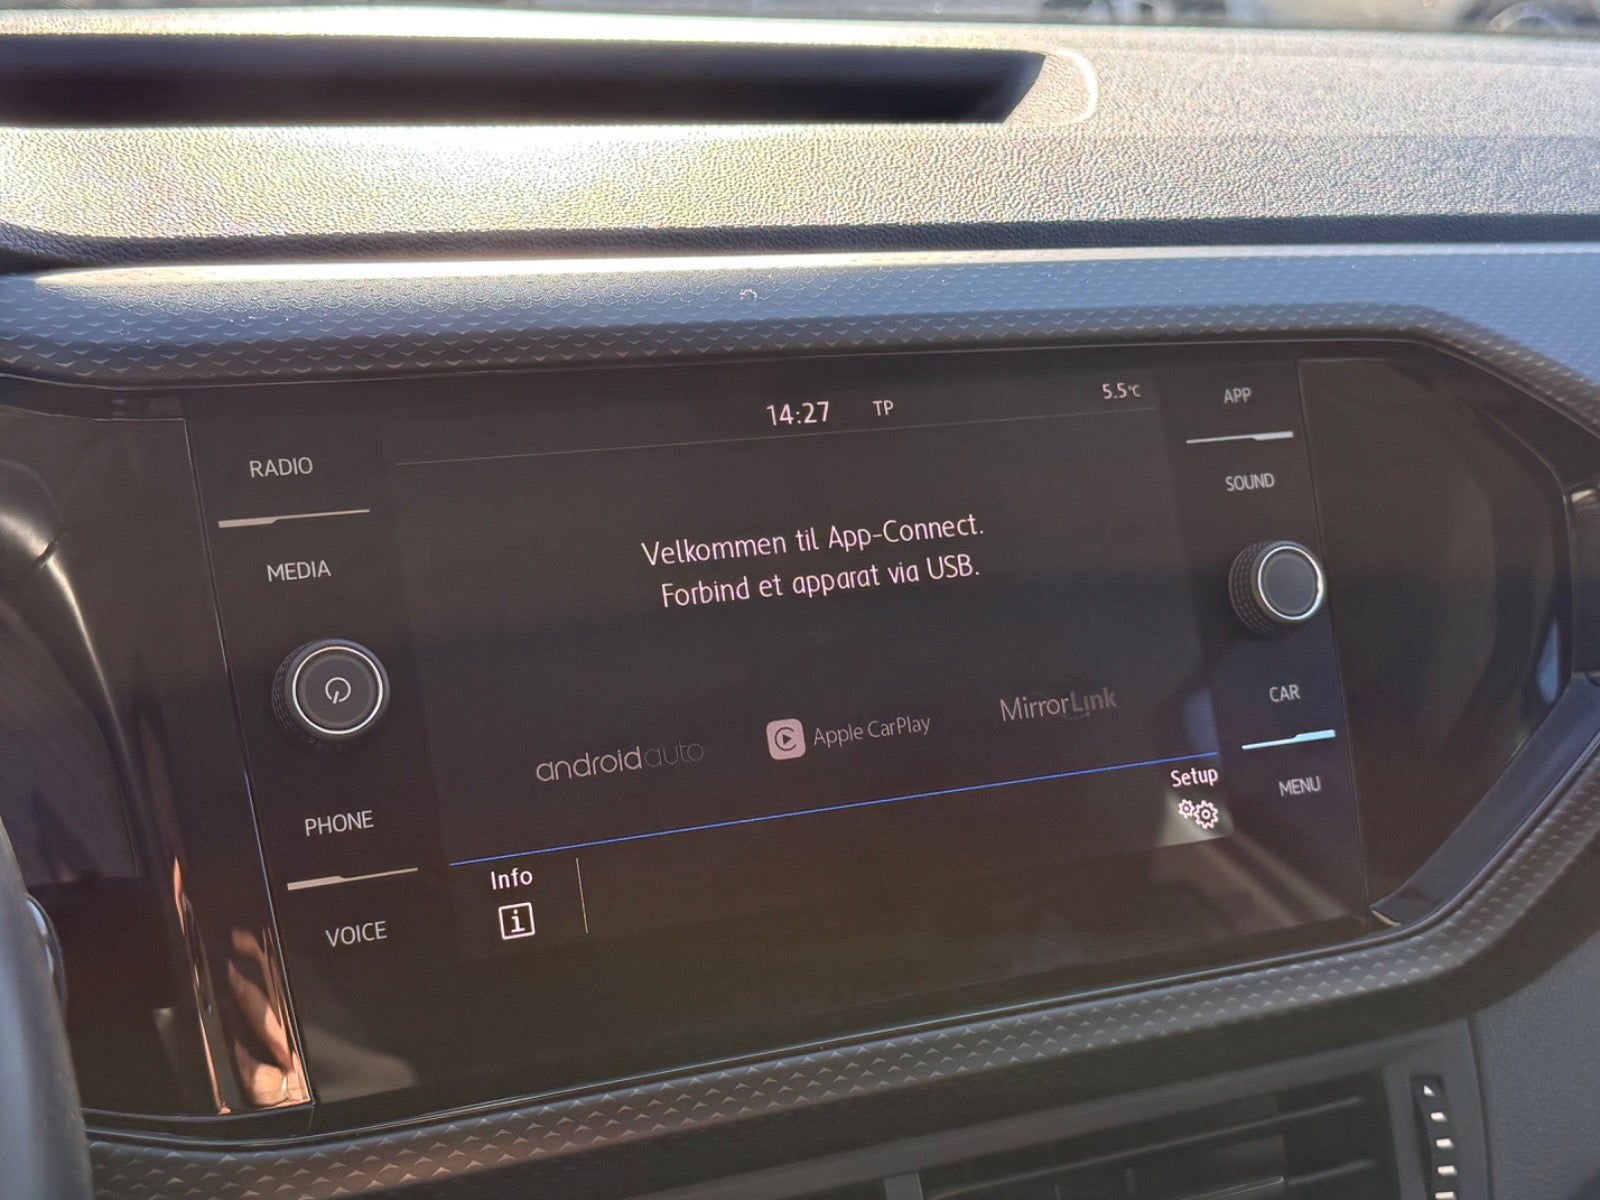 14:27 TP 5.5°C
APP
RADIO
SOUND
MEDIA
Velkommen til App-Connect.
Forbind et apparat via USB.
androidauto
Apple CarPlay
MirrorLink
CAR
Setup
MENU
PHONE
Info
i
VOICE